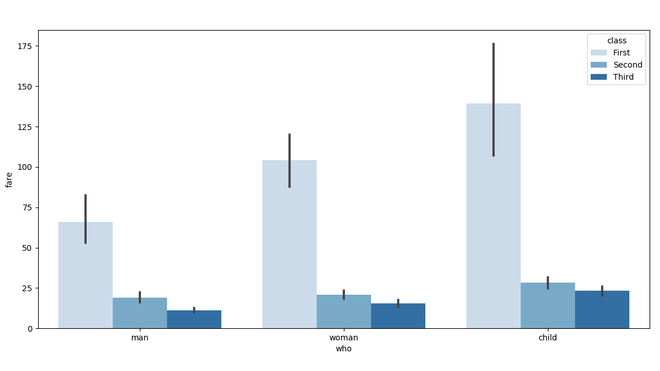 175
150
125
100
75
50
25
0
fare
class
First
Second
Third
man
woman
child
who